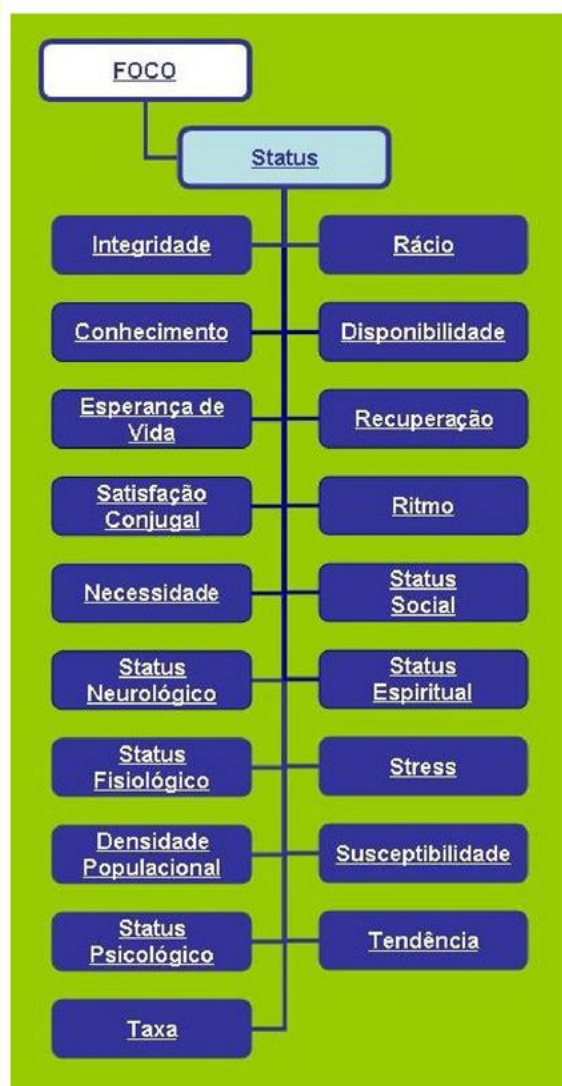 FOCO
Status
Integridade
Rácio
Conhecimento
Disponibilidade
Esperança de
Vida
Recuperação
Satisfação
Conjugal
Ritmo
Necessidade
Status
Social
Status
Neurológico
Status
Espiritual
Status
Fisiológico
Stress
Densidade
Populacional
Susceptibilidade
Status
Psicológico
Tendência
Taxa